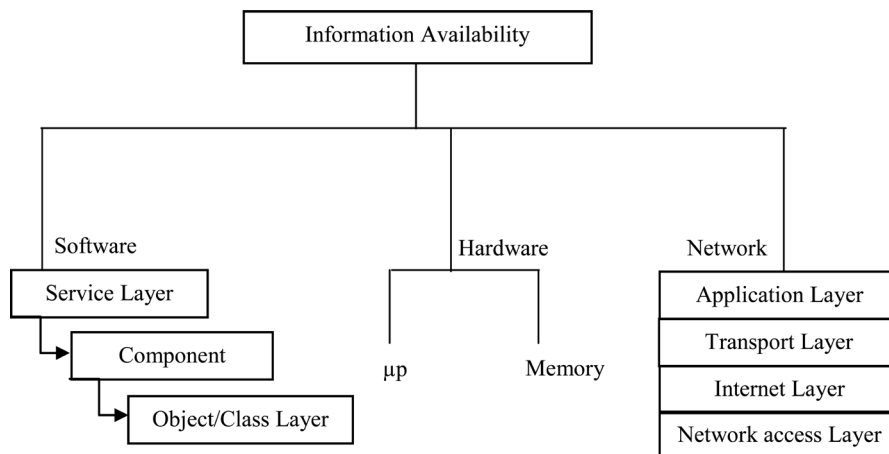 Information Availability
Software
Hardware
Network
Service Layer
Component
Object/Class Layer
µp
Memory
Application Layer
Transport Layer
Internet Layer
Network access Layer